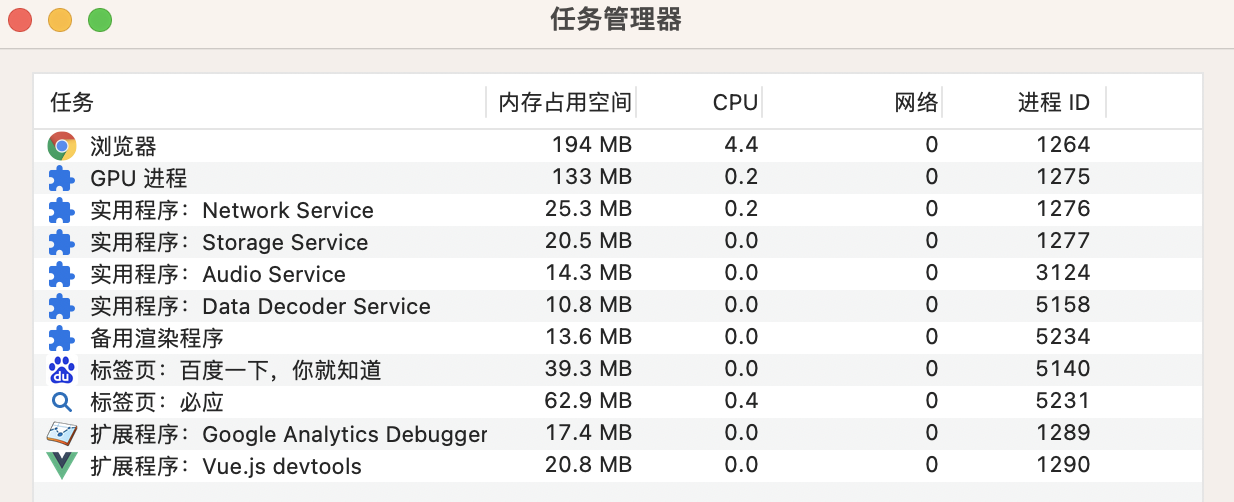 任务管理器
任务 内存占用空间 CPU 网络 进程 ID
浏览器 194 MB 4.4 0 1264
GPU 进程 133 MB 0.2 0 1275
实用程序：Network Service 25.3 MB 0.2 0 1276
实用程序：Storage Service 20.5 MB 0.0 0 1277
实用程序：Audio Service 14.3 MB 0.0 0 3124
实用程序：Data Decoder Service 10.8 MB 0.0 0 5158
备用渲染程序 13.6 MB 0.0 0 5234
du 标签页：百度一下，你就知道 39.3 MB 0.0 0 5140
标签页：必应 62.9 MB 0.4 0 5231
扩展程序：Google Analytics Debugger 17.4 MB 0.0 0 1289
扩展程序：Vue.js devtools 20.8 MB 0.0 0 1290